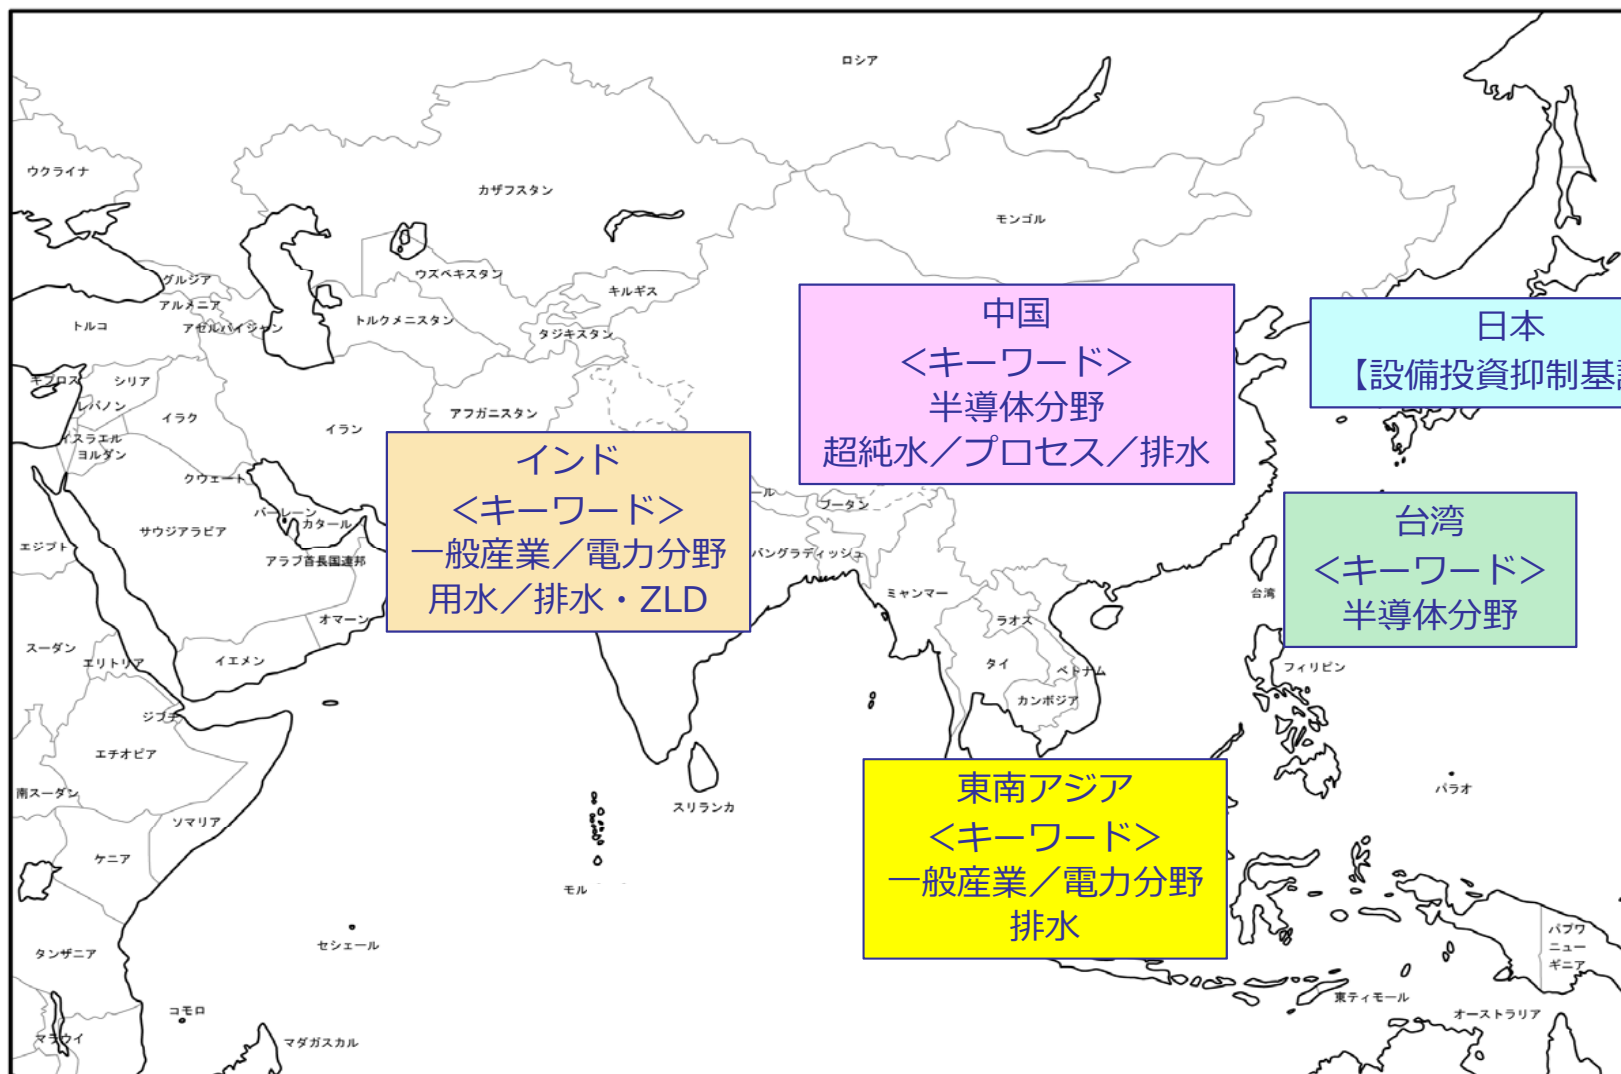 ロシア
ウクライナ
カザフスタン
モンゴル
グルジア
ウズベキスタン
キルギス
アルメニア
トルコ
アゼルバイジャン
トルクメニスタン
タジキスタン
中国
<キーワード>
半導体分野
超純水／プロセス／排水
日本
【設備投資抑制基
キプロス
シリア
レバノン
イラク
イラン
アフガニスタン
イスラエル
ヨルダン
クウェート
バーレーン
カタール
サウジアラビア
エジプト
アラブ首長国連邦
インド
<キーワード>
一般産業／電力分野
用水／排水・ZLD
ール
ブータン
バングラディッシュ
ミャンマー
台湾
<キーワード>
半導体分野
台湾
オマーン
ラオス
スーダン
エリトリア
イエメン
タイ
ベトナム
フィリピン
カンボジア
ジブチ
エチオピア
南スーダン
ソマリア
スリランカ
東南アジア
<キーワード>
一般産業／電力分野
排水
パラオ
ケニア
モル
タンザニア
セシェール
パプワ
ニュー
ギニア
コモロ
東ティモール
オーストラリア
マラウイ
マダガスカル